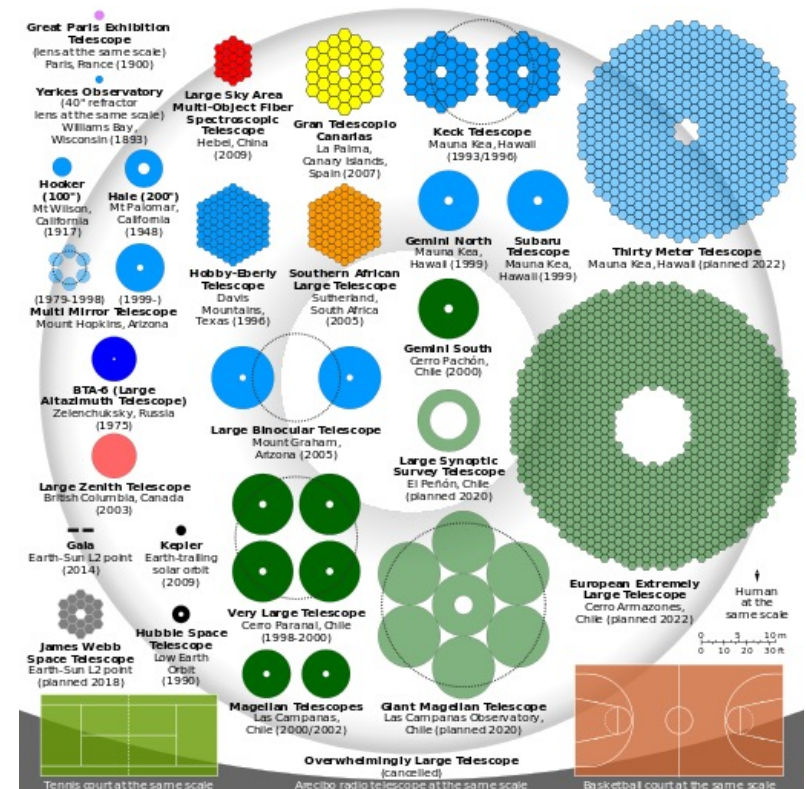 Great Paris Exhibition
Telescope
(lens at the same scale)
Paris, France (1900)
Yerkes Observatory
(40" refractor
lens at the same scale)
Williams Bay,
Wisconsin (1893)
Large Sky Area
Multi-Object Fiber
Spectroscopic
Telescope
Hebei, China
(2009)
Gran Telescopio
Canarias
La Palma,
Canary Islands,
Spain (2007)
Keck Telescope
Mauna Kea, Hawaii
(1993/1996)
Hooker
(100")
Mt Wilson,
California
(1917)
Hale (200")
Mt Palomar,
California
(1948)
(1979-1998)
(1999-)
Multi Mirror Telescope
Mount Hopkins, Arizona
Hobby-Eberly
Telescope
Davis
Mountains,
Texas (1996)
Southern African
Large Telescope
Sutherland,
South Africa
(2005)
Gemini North
Mauna Kea,
Hawaii (1999)
Subaru
Telescope
Mauna Kea,
Hawaii (1999)
Thirty Meter Telescope
Mauna Kea, Hawaii (planned 2022)
Gemini South
Cerro Pachón,
Chile (2000)
BTA-6 (Large
Altazimuth Telescope)
Zelenchuksky, Russia
(1975)
Large Binocular Telescope
Mount Graham,
Arizona (2005)
Large Synoptic
Survey Telescope
El Peñón, Chile
(planned 2020)
Large Zenith Telescope
British Columbia, Canada
(2003)
Gaia
Earth-Sun L2 point
(2014)
Kepler
Earth-trailing
solar orbit
(2009)
Very Large Telescope
Cerro Paranal, Chile
(1998-2000)
European Extremely
Large Telescope
Cerro Armazones,
Chile (planned 2022)
Human
at the
same scale
0 5 10 m
0 10 20 30 ft
James Webb
Space Telescope
Earth-Sun L2 point
(planned 2018)
Hubble Space
Telescope
Low Earth
Orbit
(1990)
Magellan Telescopes
Las Campanas,
Chile (2000/2002)
Giant Magellan Telescope
Las Campanas Observatory,
Chile (planned 2020)
Overwhelmingly Large Telescope
(cancelled)
Tennis court at the same scale
Arecibo radio telescope at the same scale
Basketball court at the same scale